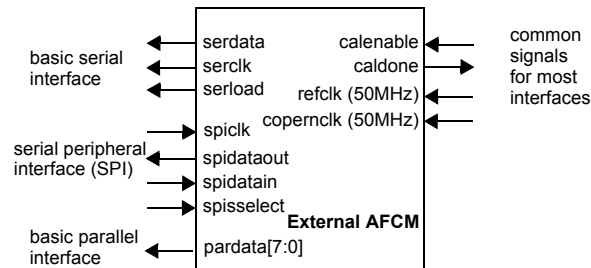 basic serial
interface
serial peripheral
interface (SPI)
basic parallel
interface
serdata
serclk
serload
spiclk
spidataout
spidatain
spisselect
pardata[7:0]
calenable
caldone
refclk (50MHz)
copernclk (50MHz)
External AFCM
common
signals
for most
interfaces